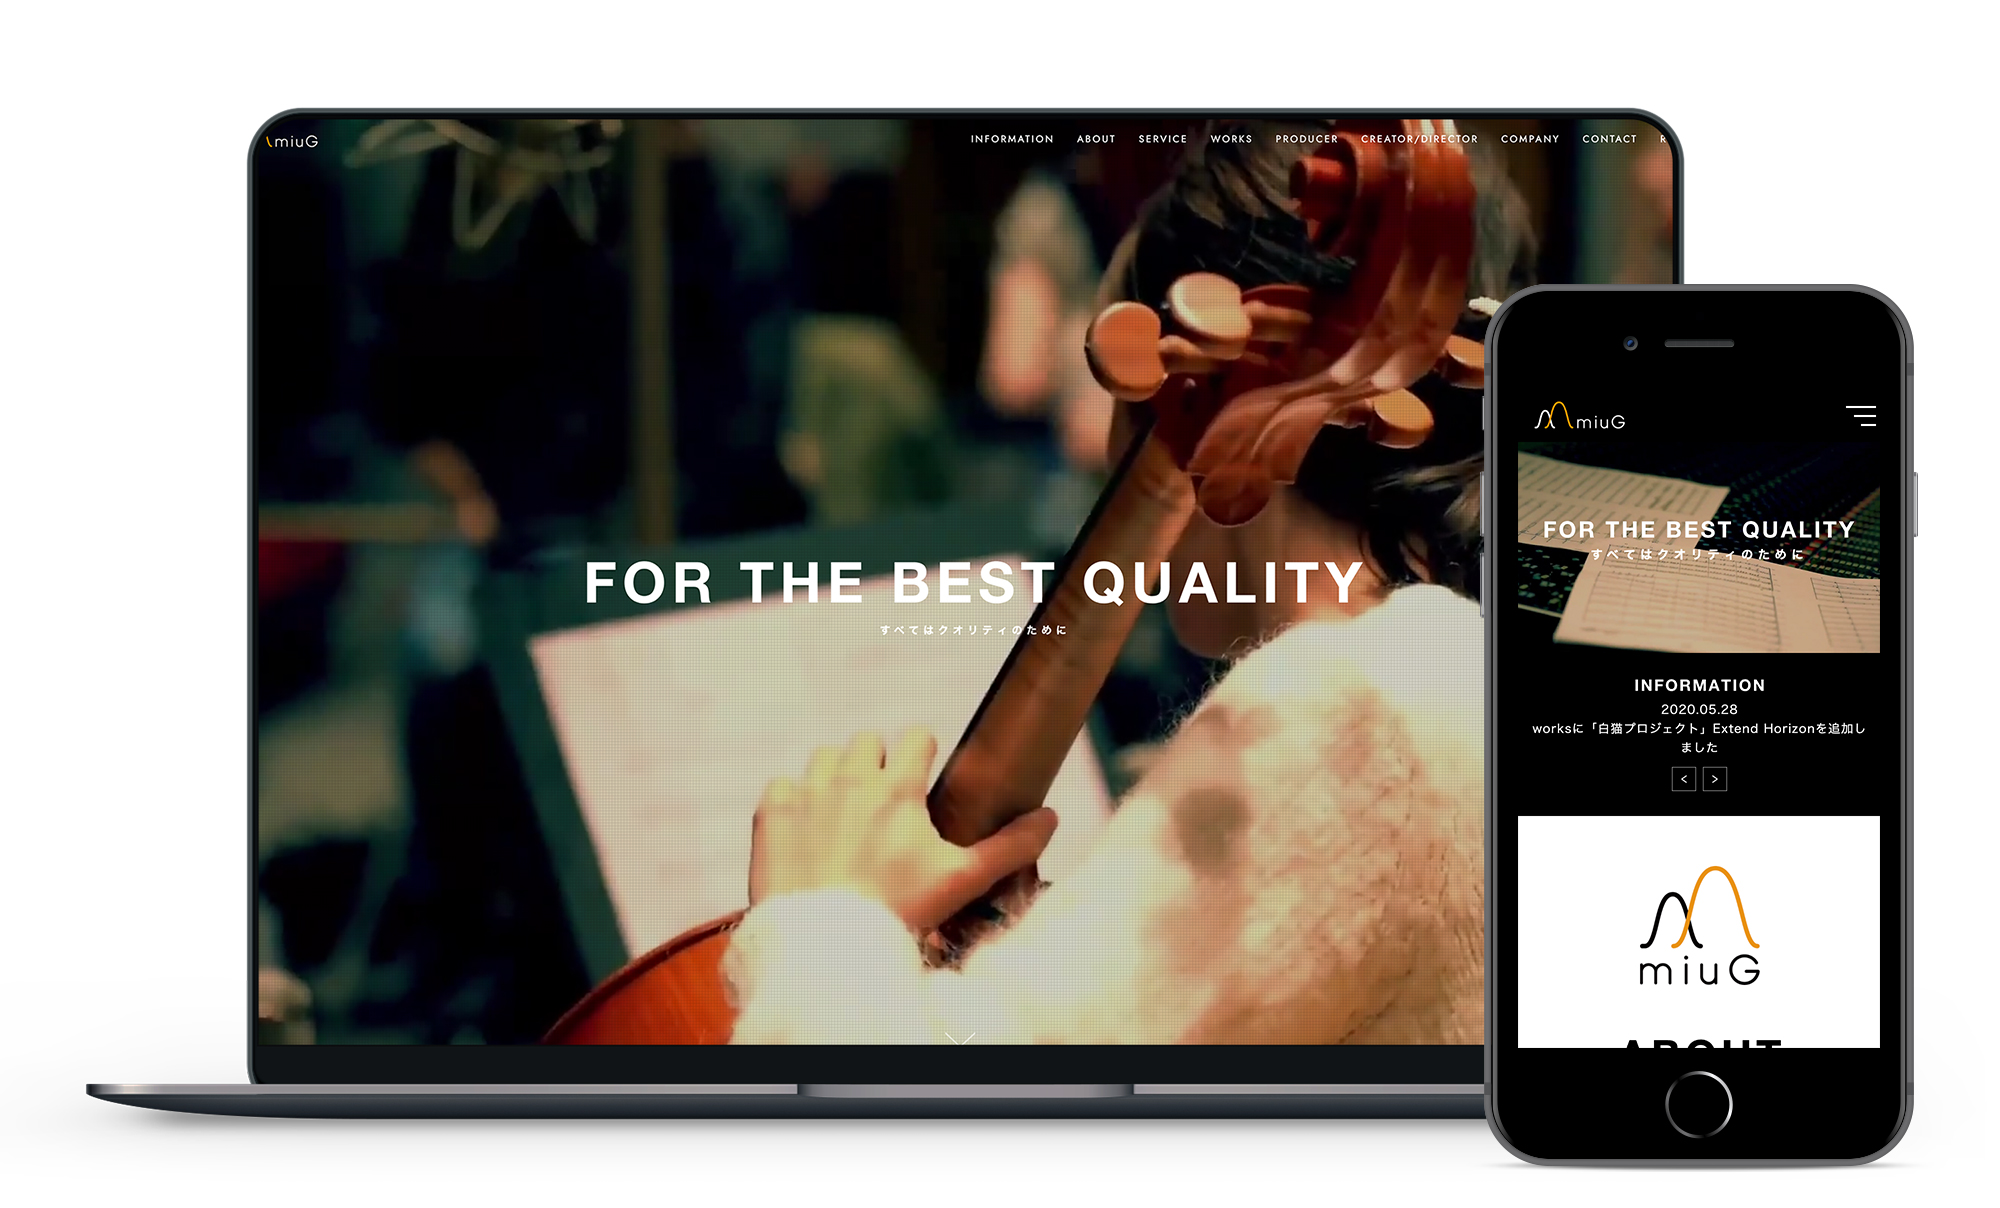 miuG
INFORMATION ABOUT SERVICE WORKS PRODUCER CREATOR/DIRECTOR COMPANY CONTACT R
FOR THE BEST QUALITY
すべてはクオリティのために
miuG
FOR THE BEST QUALITY
すべてはクオリティのために
INFORMATION
2020.05.28
worksに「白猫プロジェクト」Extend Horizonを追加し
ました
< >
miuG
ABOUT